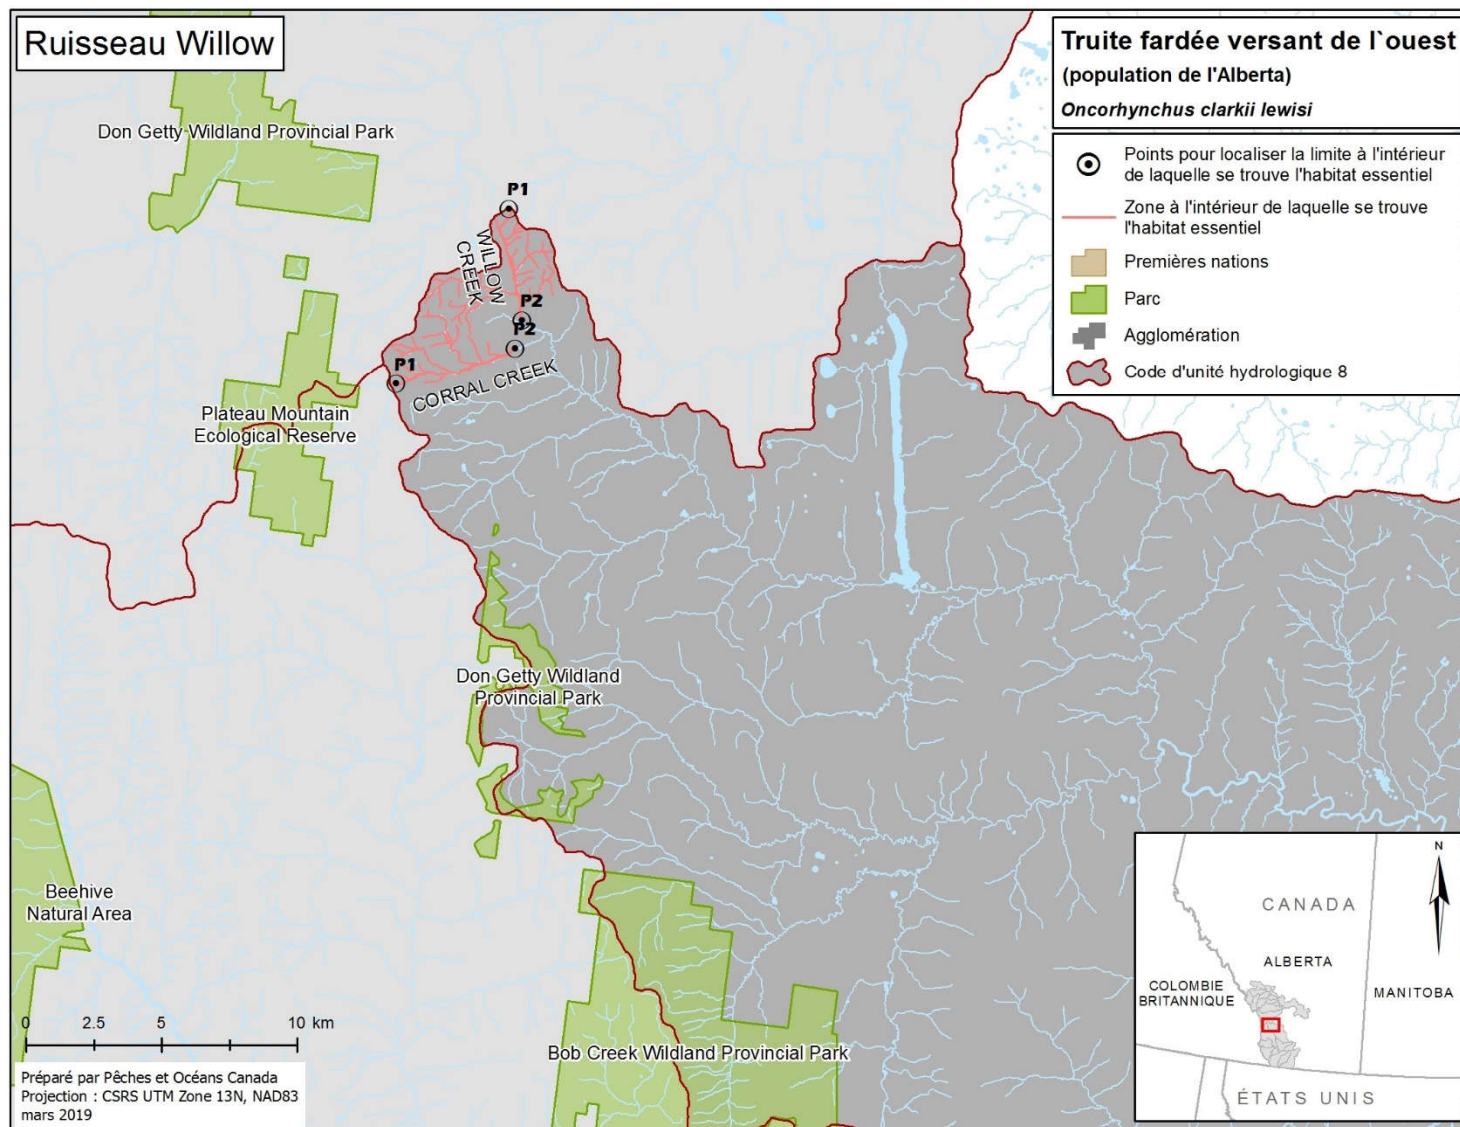 Ruisseau Willow
Truite fardée versant de l`ouest
(population de l'Alberta)
Oncorhynchus clarkii lewisi
Points pour localiser la limite à l'intérieur
de laquelle se trouve l'habitat essentiel
Zone à l'intérieur de laquelle se trouve
l'habitat essentiel
Premières nations
Parc
Agglomération
Code d'unité hydrologique 8
Don Getty Wildland Provincial Park
P1
WILLOW
CREEK
P2
P2
P1
CORRAL CREEK
Plateau Mountain
Ecological Reserve
Don Getty Wildland
Provincial Park
Beehive
Natural Area
Bob Creek Wildland Provincial Park
0 2.5 5 10 km
Préparé par Pêches et Océans Canada
Projection : CSRS UTM Zone 13N, NAD83
mars 2019
N
CANADA
ALBERTA
COLOMBIE
BRITANNIQUE
MANITOBA
ÉTATS UNIS